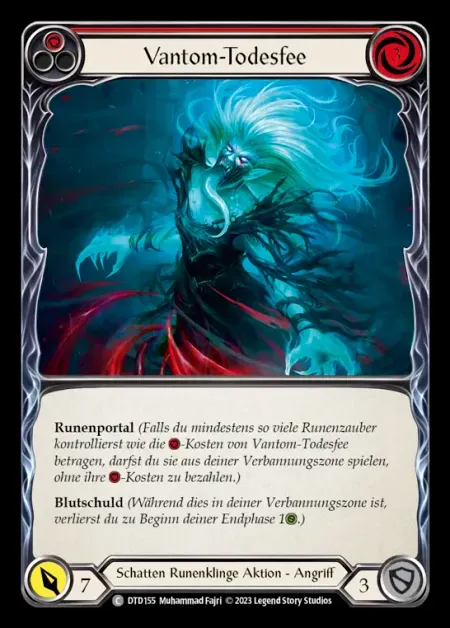 Vantom-Todesfee
3
Runenportal (Falls du mindestens so viele Runenzauber
kontrollierst wie die -Kosten von Vantom-Todesfee
betragen, darfst du sie aus deiner Verbannungszone spielen,
ohne ihre -Kosten zu bezahlen.)
Blutschuld (Während dies in deiner Verbannungszone ist,
verlierst du zu Beginn deiner Endphase 1.)
7
Schatten Runenklinge Aktion - Angriff
3
C DTD155 Muhammad Fajri © 2023 Legend Story Studios